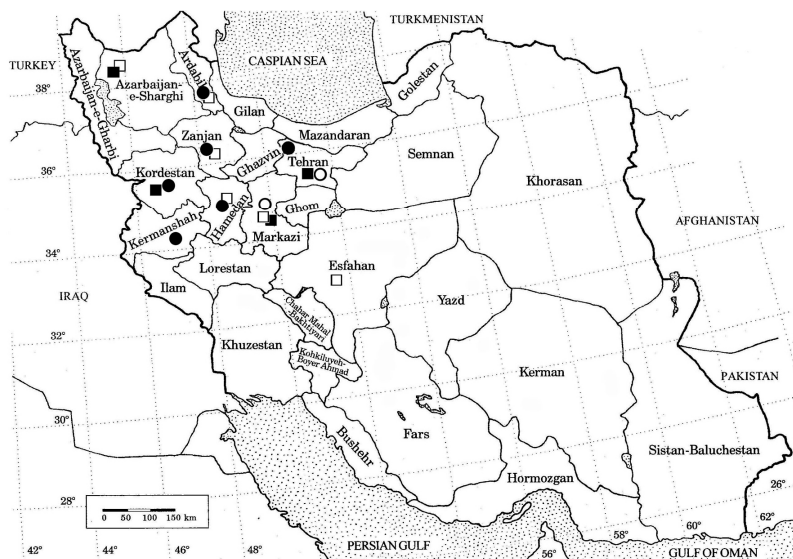 TURKMENISTAN
TURKEY
CASPIAN SEA
Azarbaijan-e-Gharbi
Azarbaijan
-e-Sharghi
Ardabil
38°
Gilan
Golestan
Mazandaran
Zanjan
Ghazvin
Tehran
Semnan
36°
Kordestan
Khorasan
Hamedan
Ghom
Kermanshah
Markazi
AFGHANISTAN
34°
Lorestan
Esfahan
Ilam
IRAQ
Yazd
Chahar Mahal
-Bakhtiyari
32°
Khuzestan
Kohkiluyeh-
Boyer Ahmad
Kerman
PAKISTAN
30°
Fars
Bushehr
Sistan-Baluchestan
Hormozgan
28°
26°
0 50 100 150 km
42°
44°
46°
48°
PERSIAN GULF
56°
58°
60°
62°
GULF OF OMAN